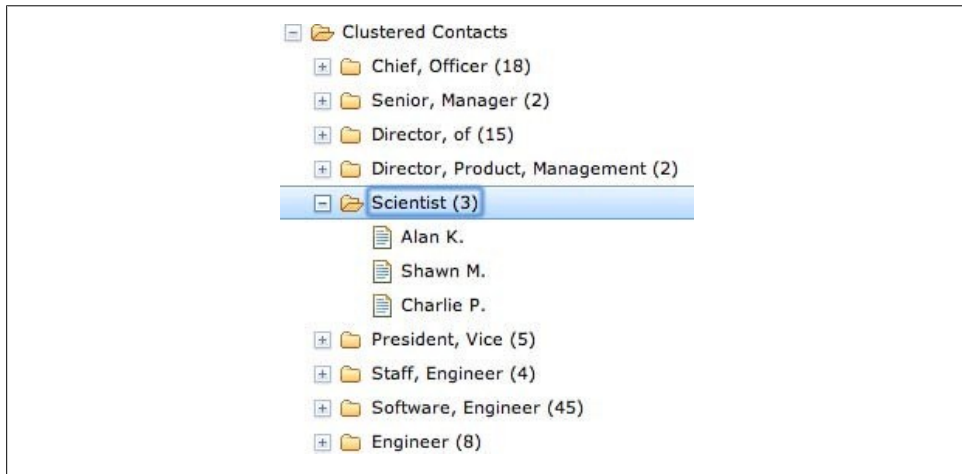 Clustered Contacts
Chief, Officer (18)
Senior, Manager (2)
Director, of (15)
Director, Product, Management (2)
Scientist (3)
Alan K.
Shawn M.
Charlie P.
President, Vice (5)
Staff, Engineer (4)
Software, Engineer (45)
Engineer (8)